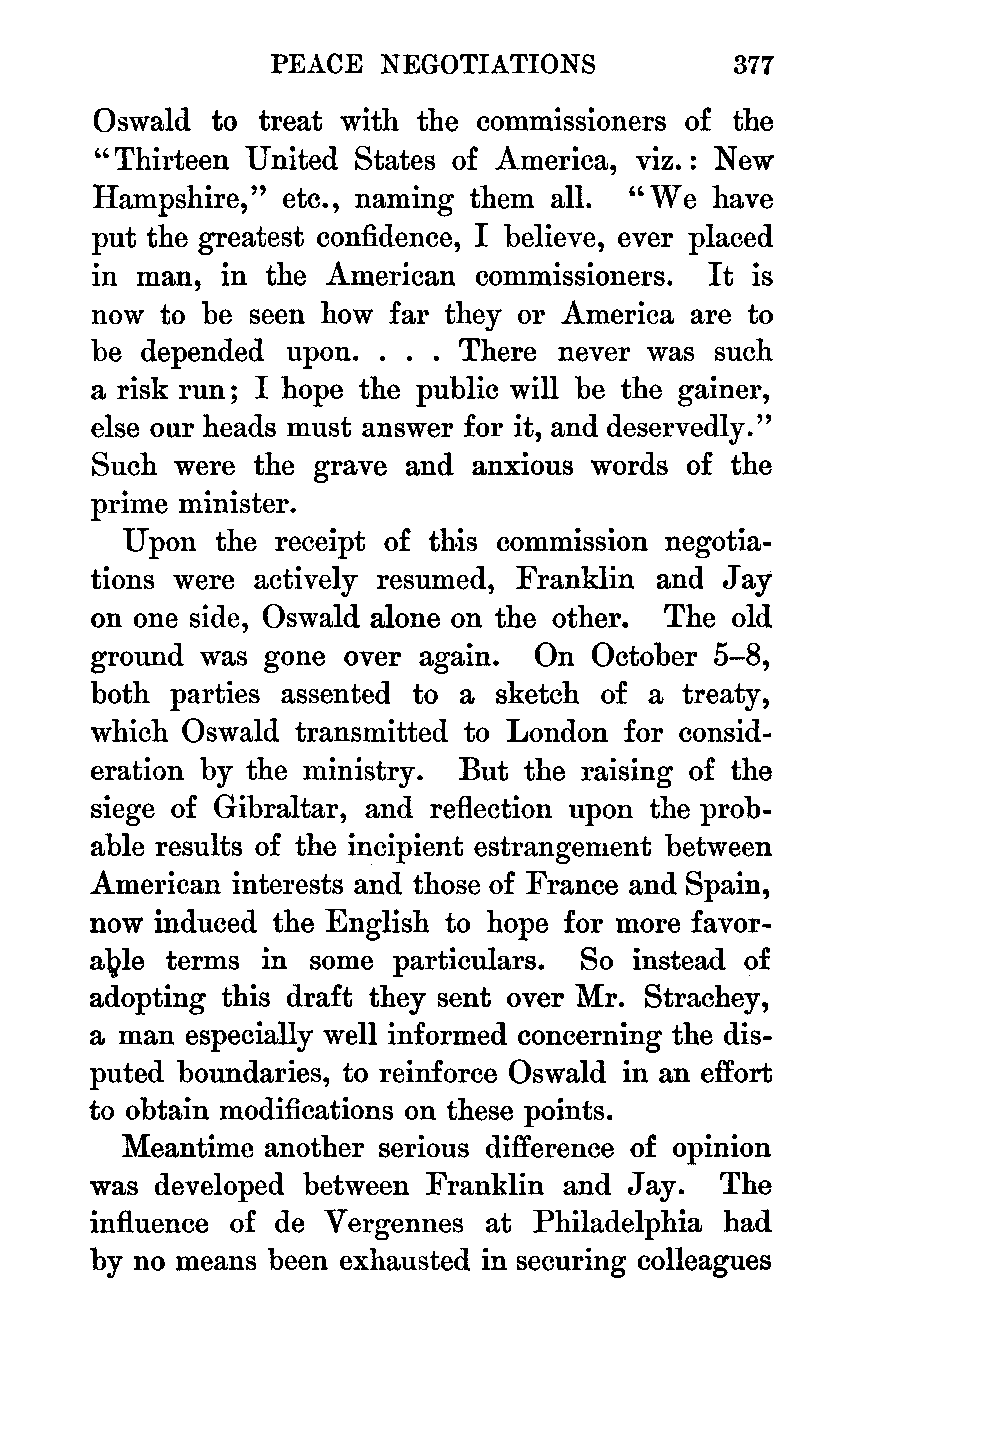 PEACE NEGOTIATIONS 377
Oswald to treat with the commissioners of the
“Thirteen United States of America, viz.: New
Hampshire,” etc., naming them all. “We have
put the greatest confidence, I believe, ever placed
in man, in the American commissioners. It is
now to be seen how far they or America are to
be depended upon. . . . There never was such
a risk run; I hope the public will be the gainer,
else our heads must answer for it, and deservedly.”
Such were the grave and anxious words of the
prime minister.
Upon the receipt of this commission negotia-
tions were actively resumed, Franklin and Jay
on one side, Oswald alone on the other. The old
ground was gone over again. On October 5–8,
both parties assented to a sketch of a treaty,
which Oswald transmitted to London for consid-
eration by the ministry. But the raising of the
siege of Gibraltar, and reflection upon the prob-
able results of the incipient estrangement between
American interests and those of France and Spain,
now induced the English to hope for more favor-
able terms in some particulars. So instead of
adopting this draft they sent over Mr. Strachey,
a man especially well informed concerning the dis-
puted boundaries, to reinforce Oswald in an effort
to obtain modifications on these points.
Meantime another serious difference of opinion
was developed between Franklin and Jay. The
influence of de Vergennes at Philadelphia had
by no means been exhausted in securing colleagues